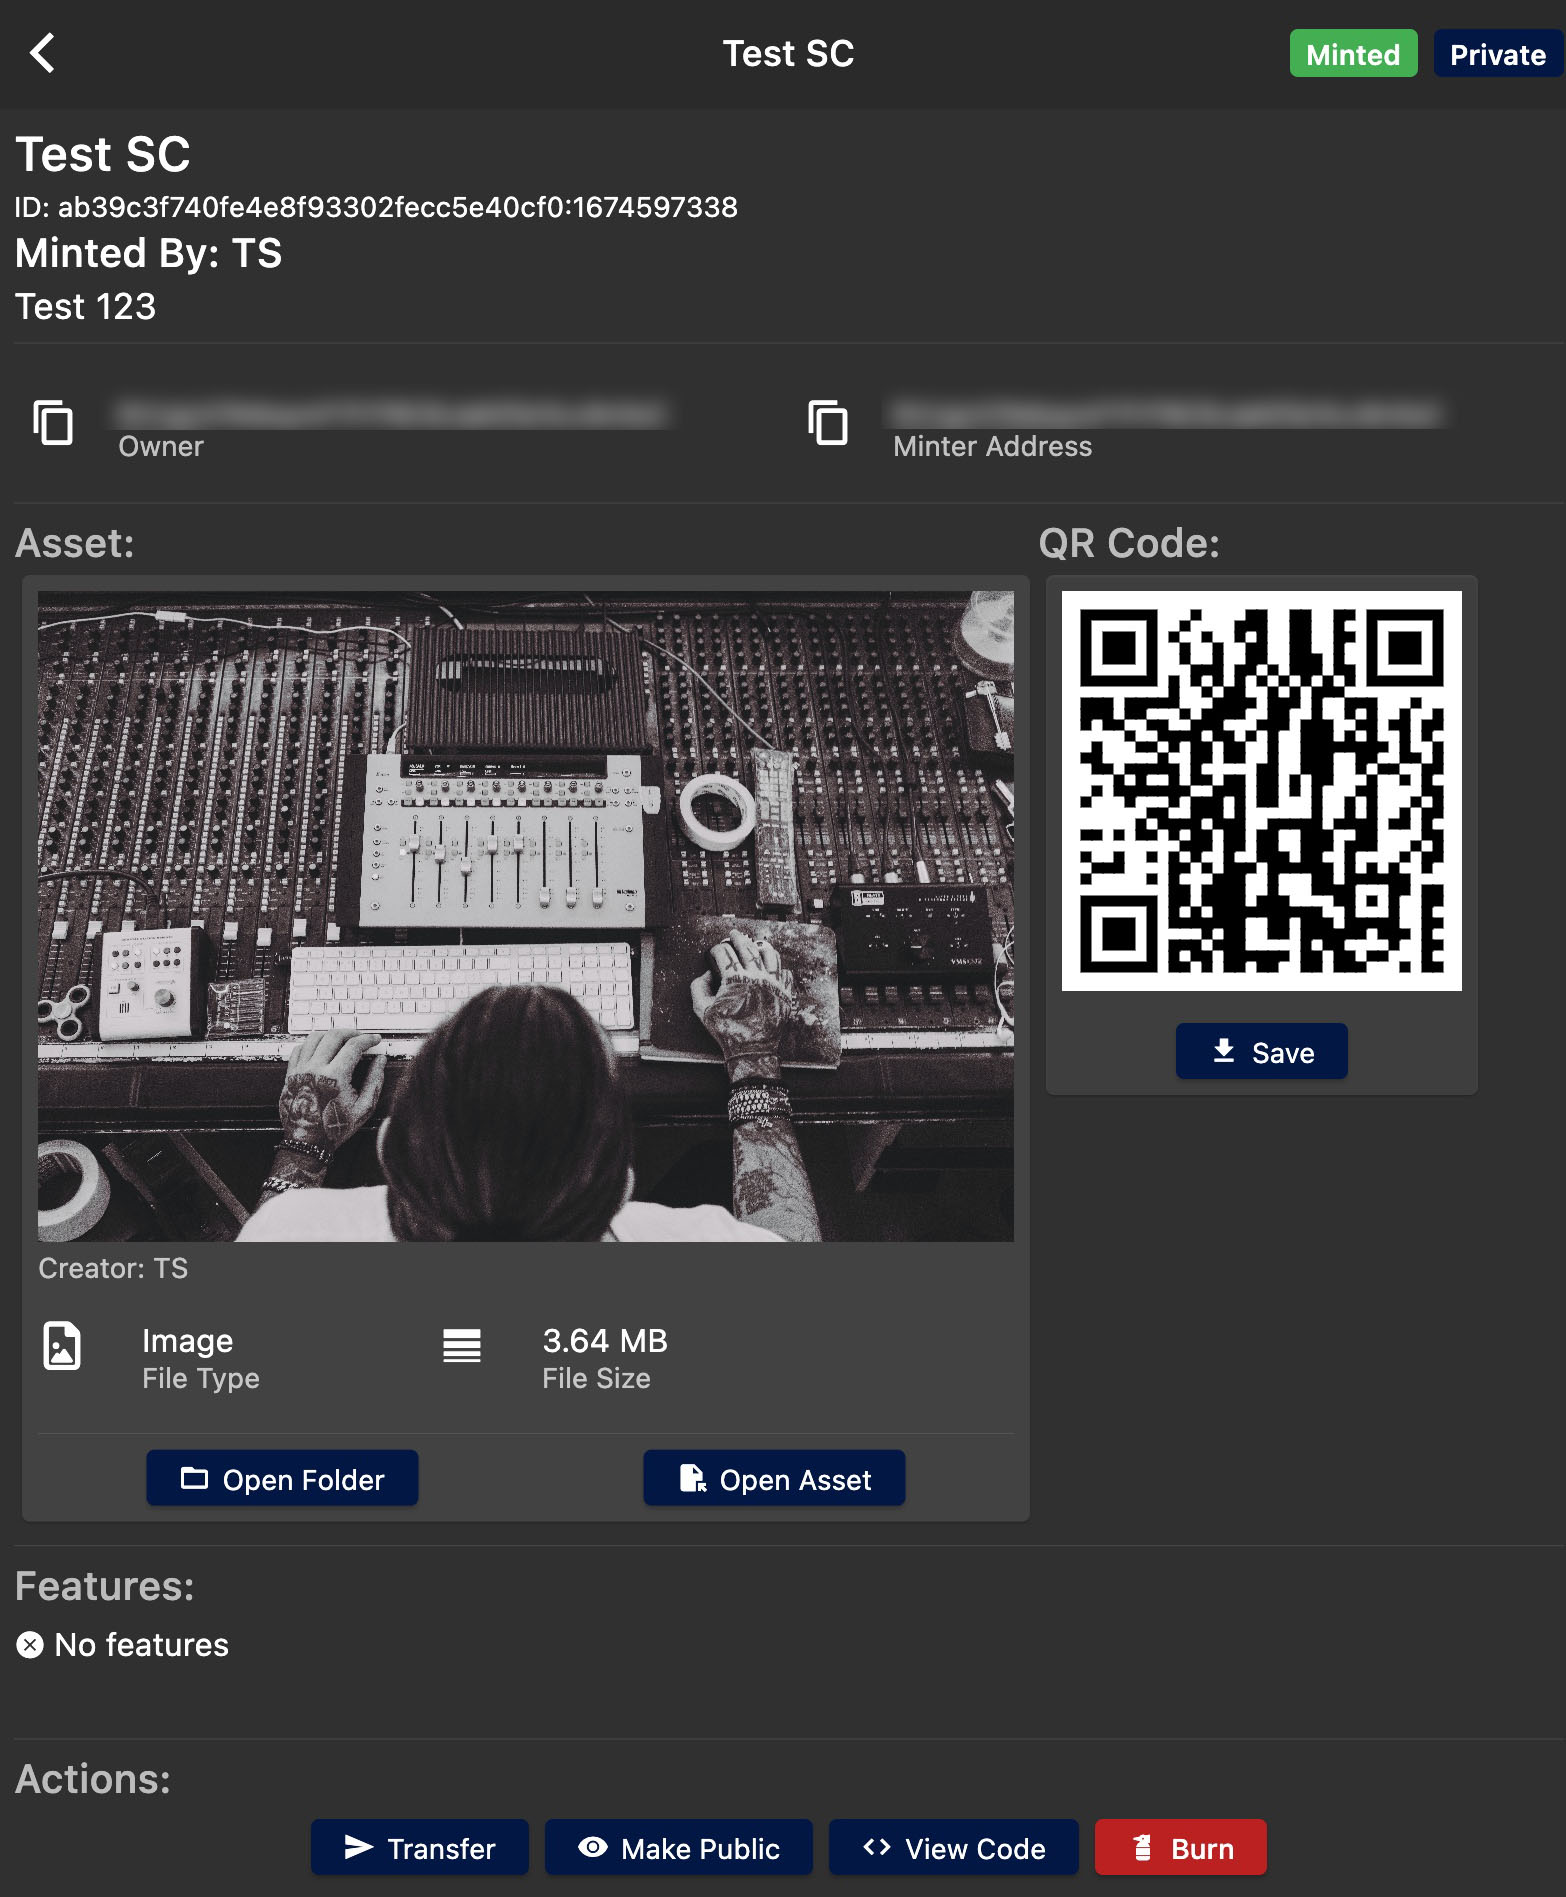 Test SC
Minted
Private
Test SC
ID: ab39c3f740fe4e8f93302fecc5e40cf0:1674597338
Minted By: TS
Test 123
Owner
Minter Address
Asset:
QR Code:
Save
Creator: TS
Image
File Type
3.64 MB
File Size
Open Folder
Open Asset
Features:
No features
Actions:
Transfer
Make Public
View Code
Burn